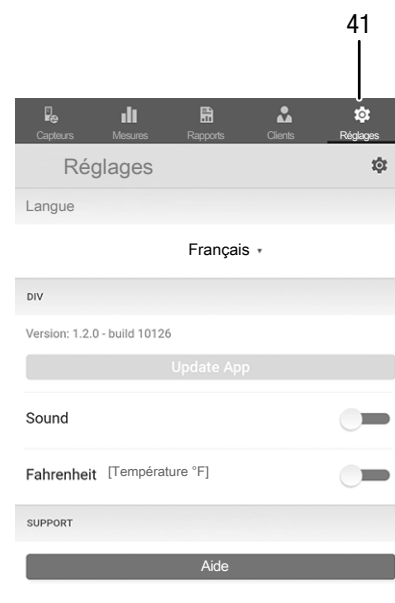 41
Capteurs Mesures Rapports Clients Réglages
Réglages
Langue
Français
DIV
Version: 1.2.0 - build 10126
Update App
Sound
Fahrenheit [Température °F]
SUPPORT
Aide